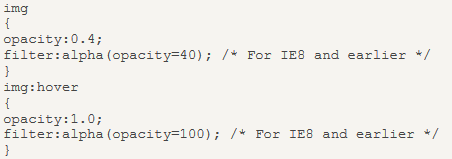 img
{
opacity:0.4;
filter:alpha(opacity=40); /* For IE8 and earlier */
}
img:hover
{
opacity:1.0;
filter:alpha(opacity=100); /* For IE8 and earlier */
}